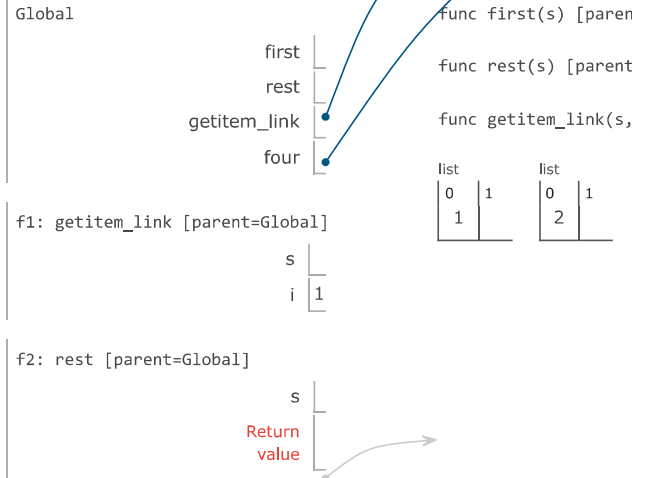 Global
first
rest
getitem_link
four
func first(s) [paren
func rest(s) [parent
func getitem_link(s,
list
0 1
1
list
0 1
2
f1: getitem_link [parent=Global]
s
i 1
f2: rest [parent=Global]
s
Return
value